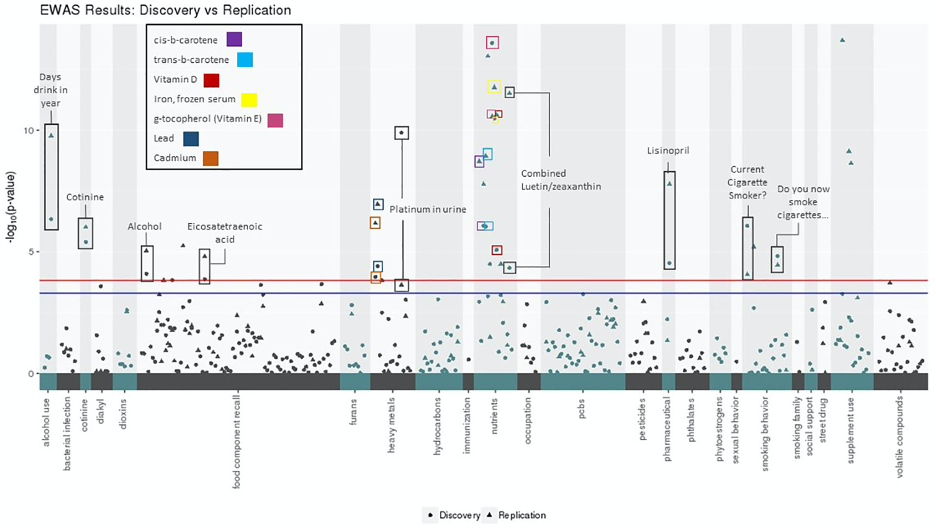 EWAS Results: Discovery vs Replication
cis-b-carotene
trans-b-carotene
Vitamin D
Iron, frozen serum
g-tocopherol (Vitamin E)
Lead
Cadmium
Days
drink in
year
Cotinine
Alcohol
Eicosatetraenoic
acid
Platinum in urine
Combined
Luetin/zeaxanthin
Lisinopril
Current
Cigarette
Smoker?
Do you now
smoke
cigarettes...
-log10(p-value)
10
5
0
alcohol use
bacterial infection
cotinine
diakyl
dioxins
food component recall
furans
heavy metals
hydrocarbons
immunization
nutrients
occupation
pcbs
pesticides
pharmaceutical
phthalates
phytoestrogens
sexual behavior
smoking behavior
smoking family
social support
street drug
supplement use
volatile compounds
Discovery
Replication